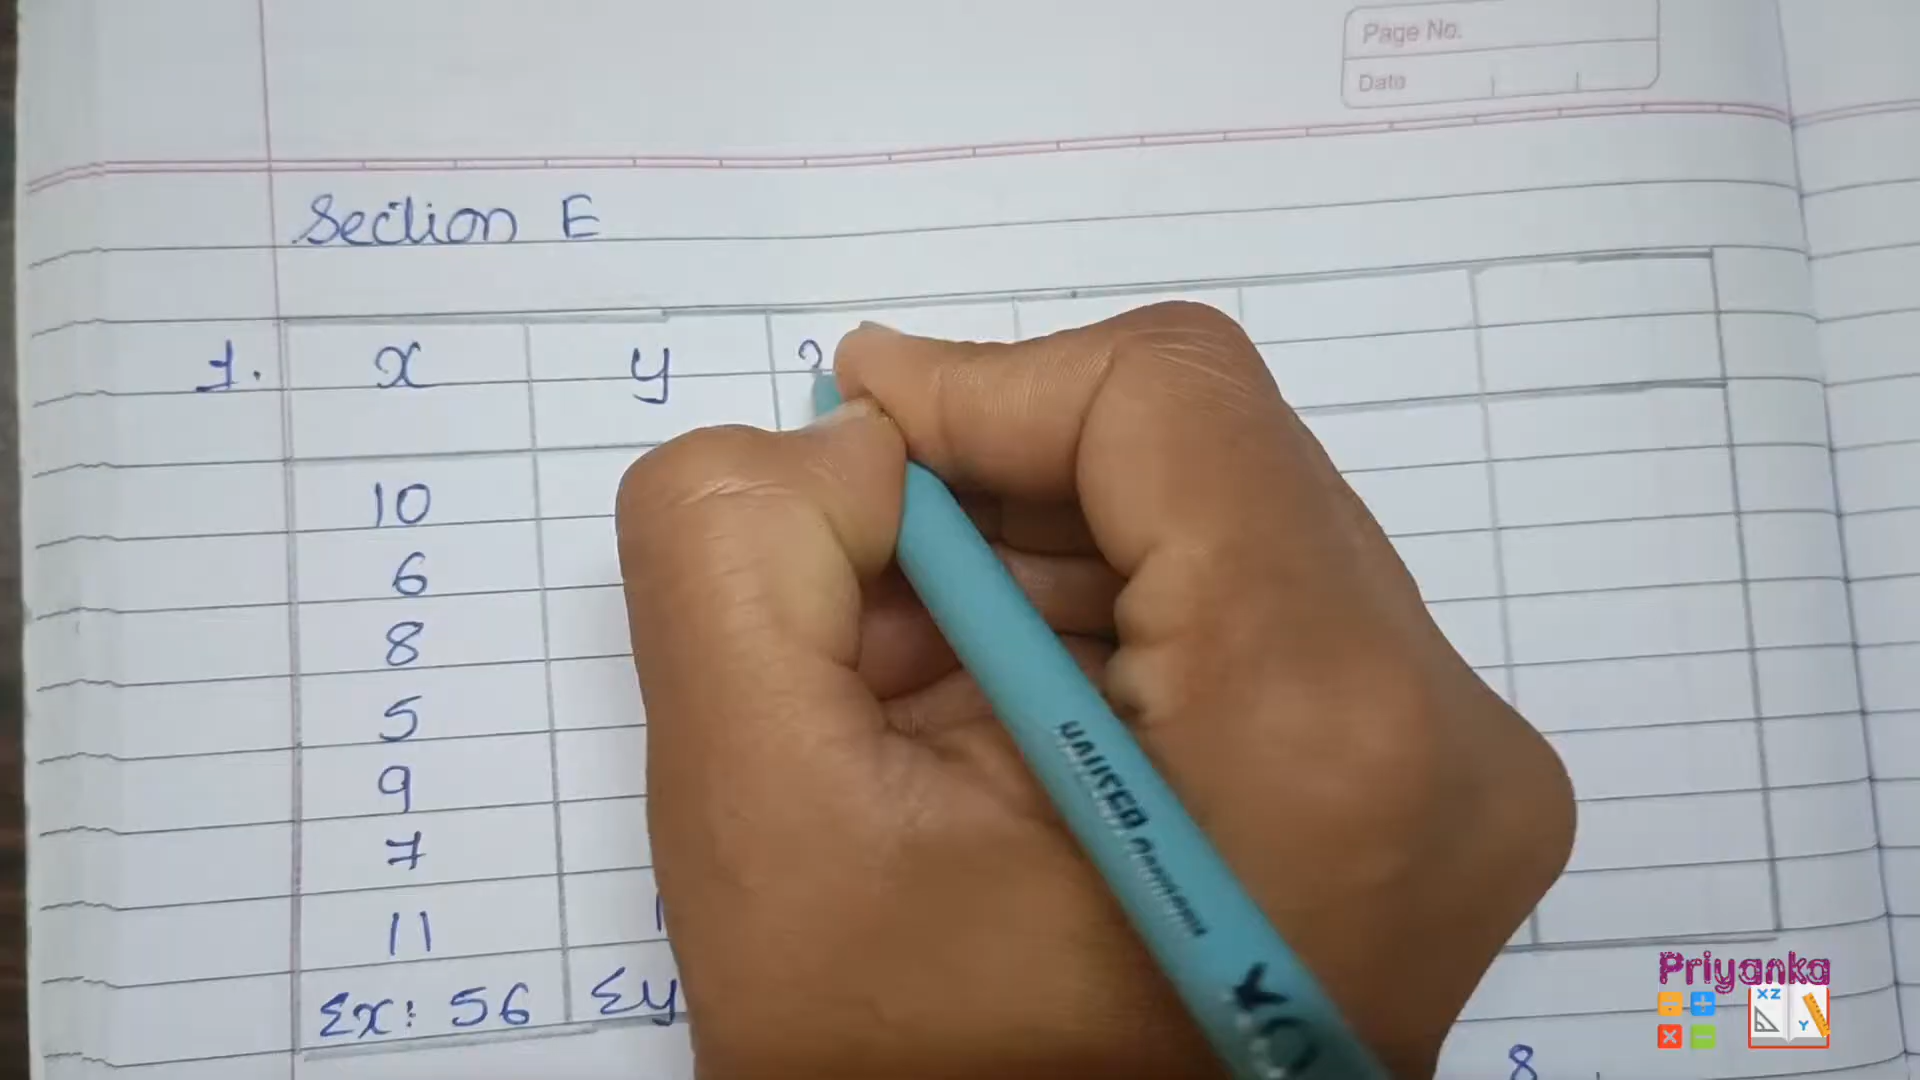 Page No.
Date
Section E
1. x y
10
6
8
5
9
7
11
Σx: 56 Σy
8
Priyanka